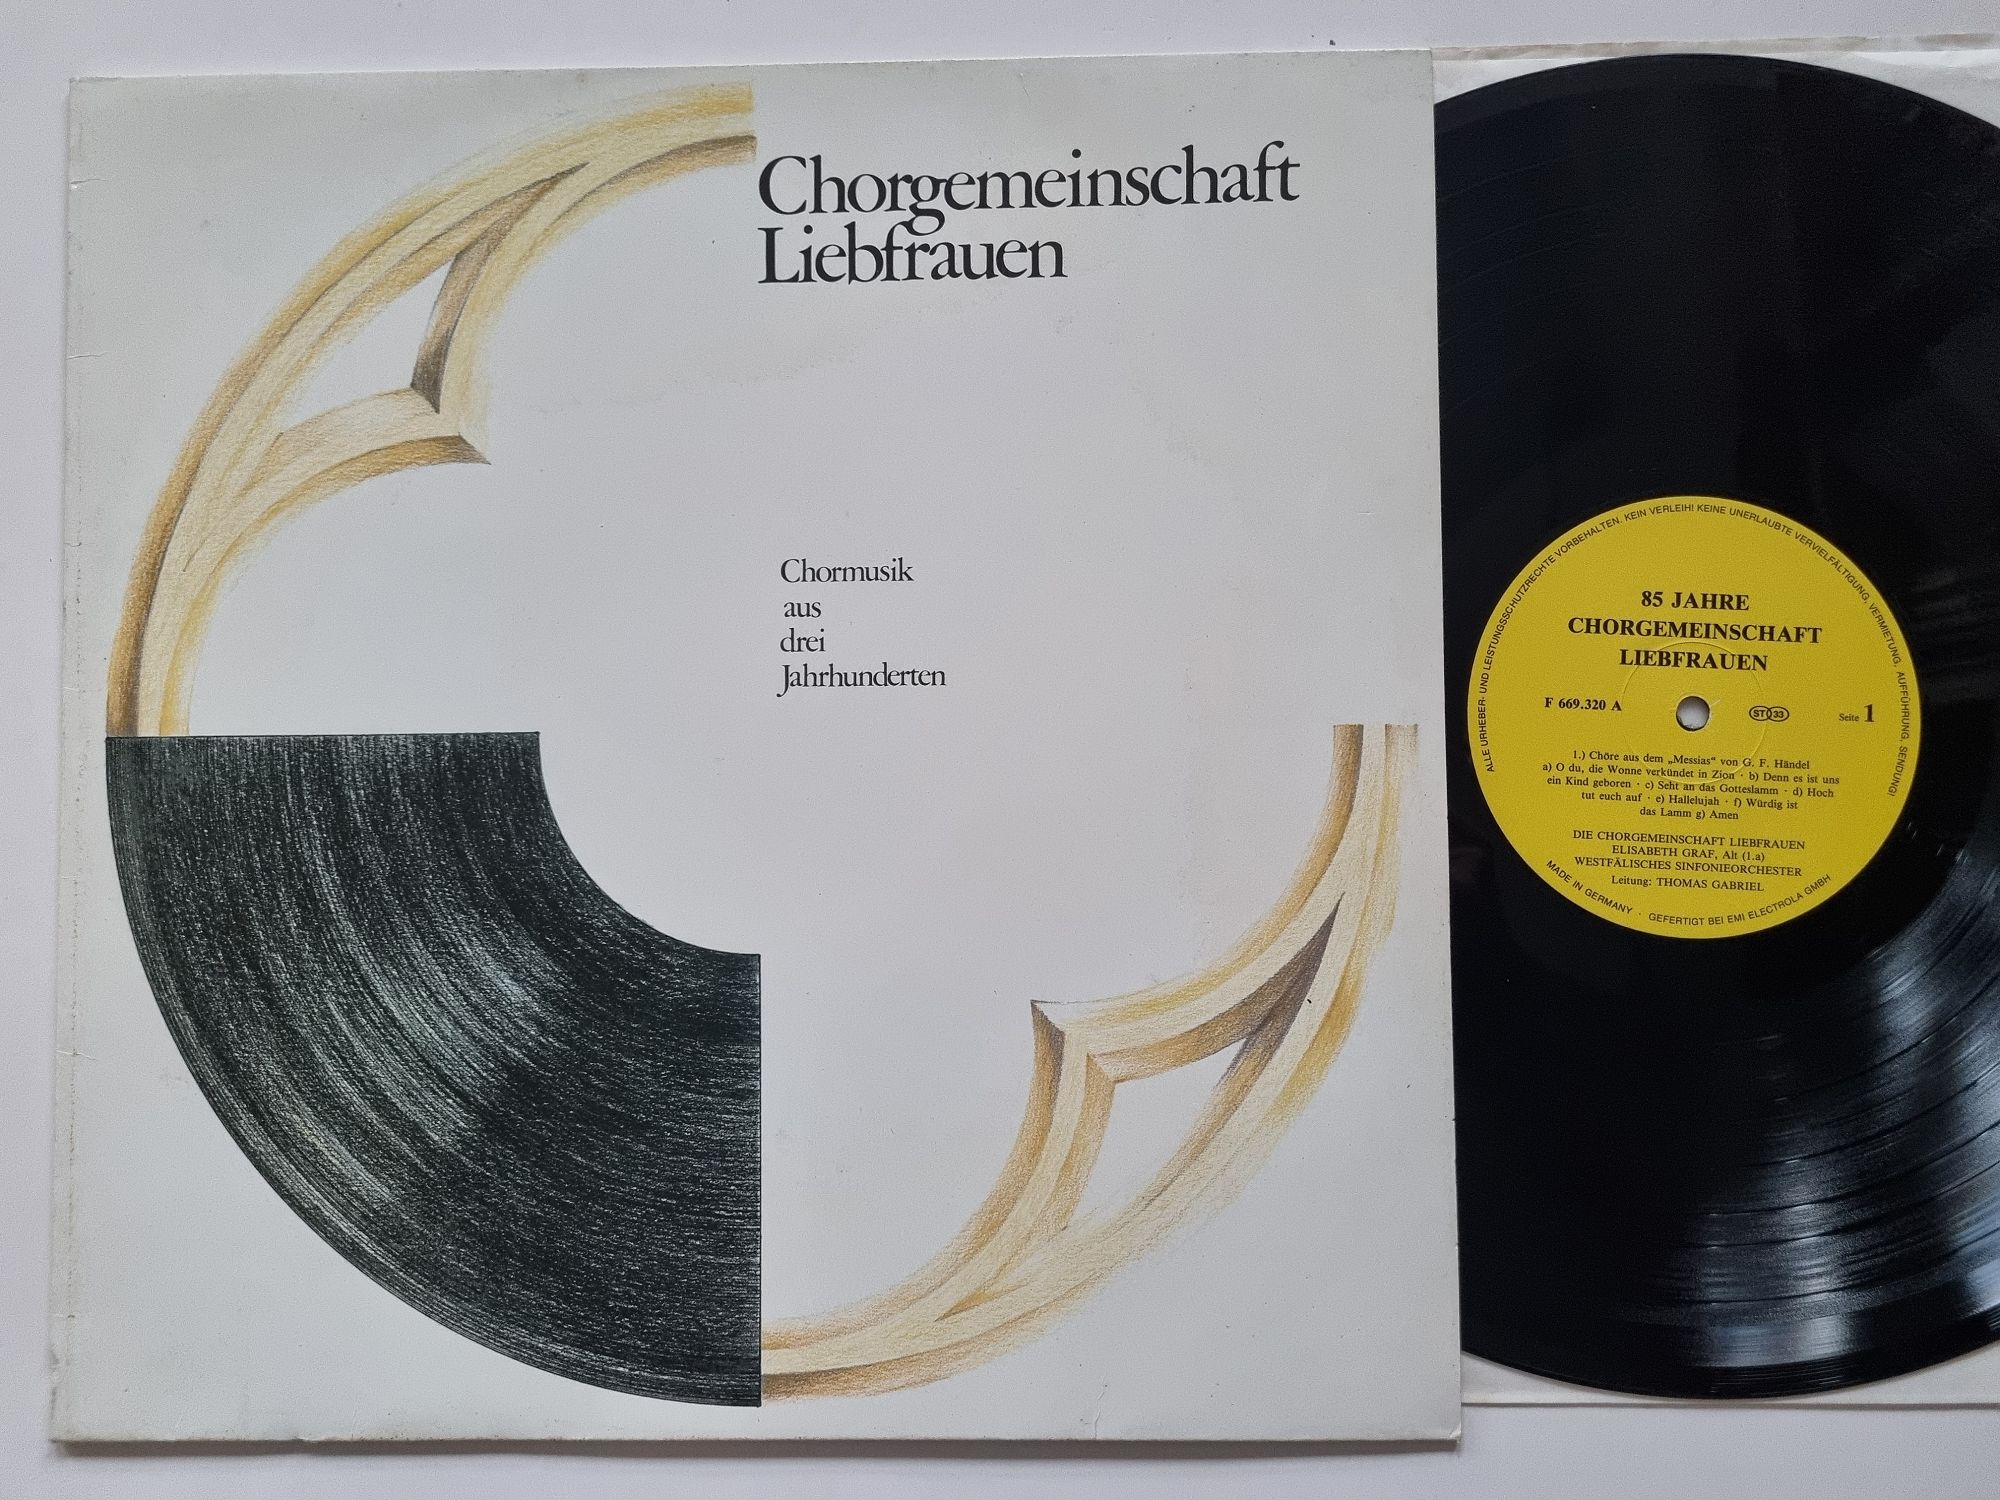 Chorgemeinschaft
Liebfrauen
Chormusik
aus
drei
Jahrhunderten
ALLE URHEBER- UND LEISTUNGSSCHUTZRECHTE VORBEHALTEN. KEIN VERLEIH! KEINE UNERLAUBTE VERVIELFÄLTIGUNG, VERMIETUNG, AUFFÜHRUNG, SENDUNG!
85 JAHRE
CHORGEMEINSCHAFT
LIEBFRAUEN
F 669.320 A
ST 33
Seite 1
1.) Chöre aus dem „Messias“ von G. F. Händel
a) O du, die Wonne verkündet in Zion · b) Denn es ist uns
ein Kind geboren · c) Seht an das Gotteslamm · d) Hoch
tut euch auf · e) Hallelujah · f) Würdig ist
das Lamm g) Amen
DIE CHORGEMEINSCHAFT LIEBFRAUEN
ELISABETH GRAF, Alt (1.a)
WESTFÄLISCHES SINFONIEORCHESTER
Leitung: THOMAS GABRIEL
MADE IN GERMANY · GEFERTIGT BEI EMI ELECTROLA GMBH